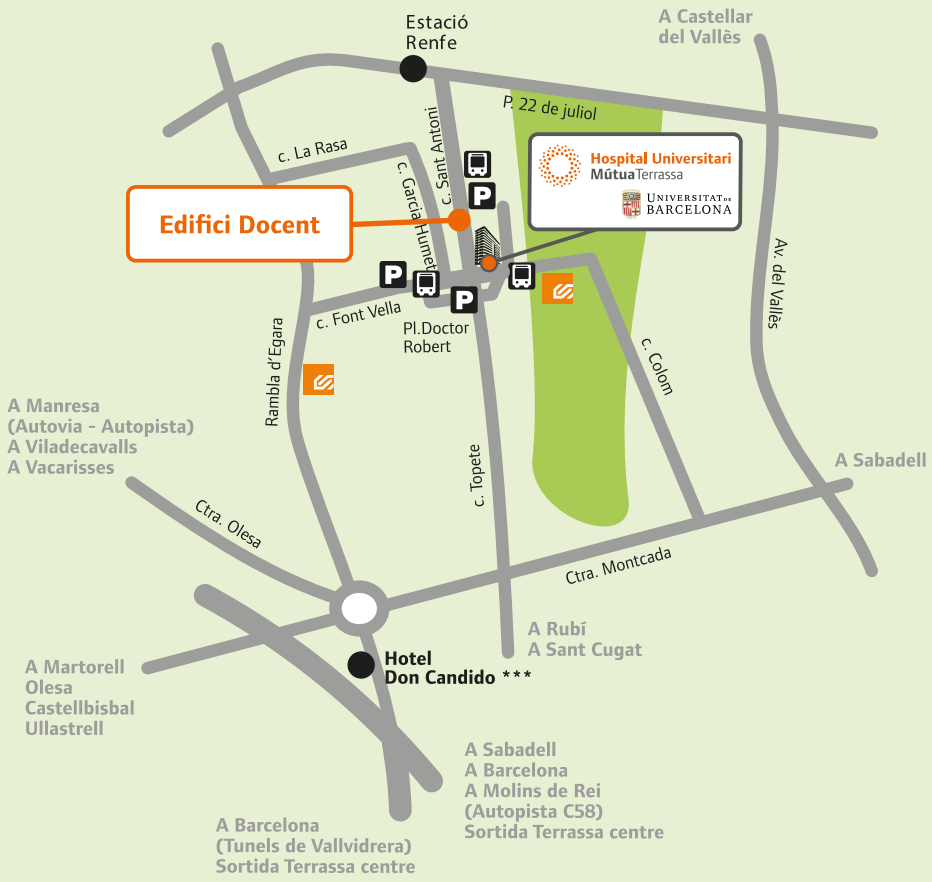 Estació
Renfe
A Castellar
del Vallès
P. 22 de juliol
c. La Rasa
c. Sant Antoni
c. Garcia Humet
P
Hospital Universitari
MútuaTerrassa
UNIVERSITAT DE
BARCELONA
Edifici Docent
P
P
c. Font Vella
Pl.Doctor
Robert
Av. del Vallès
Rambla d'Egara
c. Colom
A Manresa
(Autovia - Autopista)
A Viladecavalls
A Vacarisses
c. Topete
A Sabadell
Ctra. Olesa
Ctra. Montcada
A Rubí
A Sant Cugat
Hotel
Don Candido ***
A Martorell
Olesa
Castellbisbal
Ullastrell
A Sabadell
A Barcelona
A Molins de Rei
(Autopista C58)
Sortida Terrassa centre
A Barcelona
(Tunels de Vallvidrera)
Sortida Terrassa centre